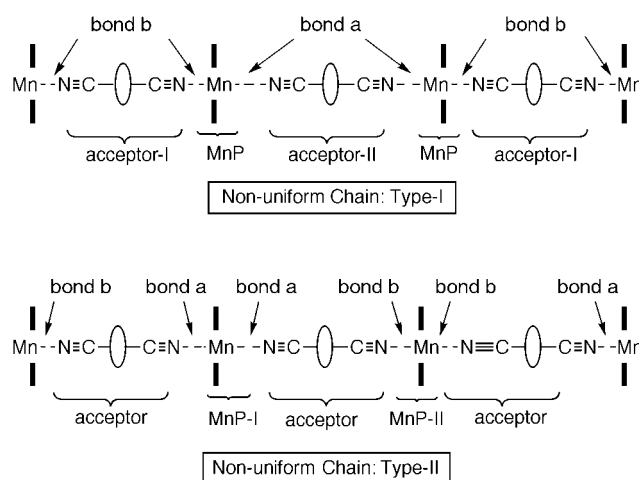 bond b bond a bond b
Mn N≡C C≡N Mn N≡C C≡N Mn N≡C C≡N Mn
acceptor-I MnP acceptor-II MnP acceptor-I
Non-uniform Chain: Type-I
bond b bond a bond a bond b bond b bond a
Mn N≡C C≡N Mn N≡C C≡N Mn N≡C C≡N Mn
acceptor MnP-I acceptor MnP-II acceptor
Non-uniform Chain: Type-II